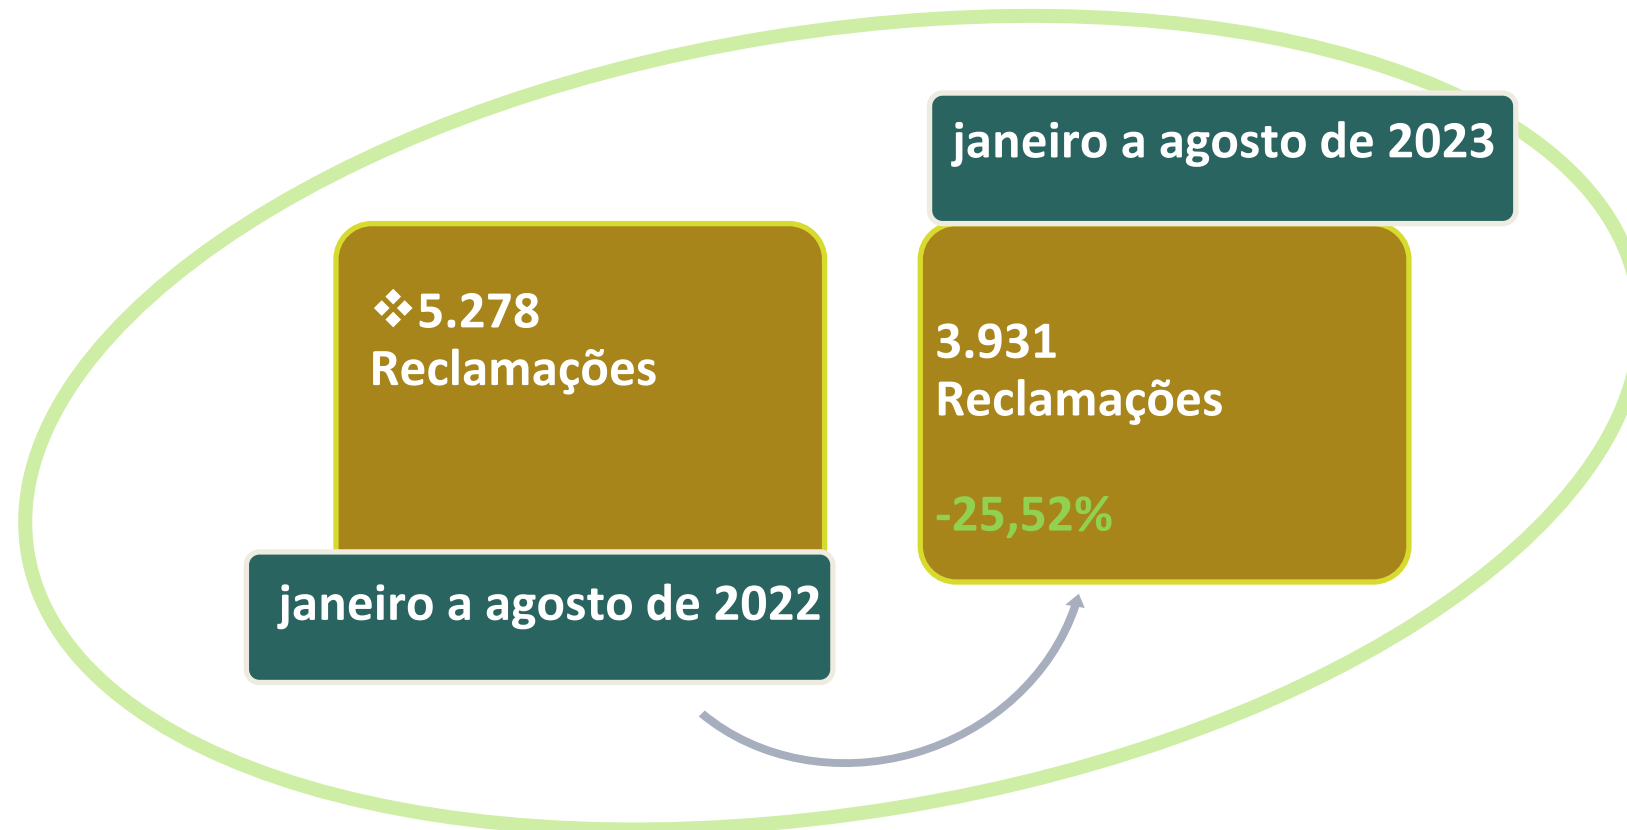 ❖5.278
Reclamações
janeiro a agosto de 2022
janeiro a agosto de 2023
3.931
Reclamações
-25,52%